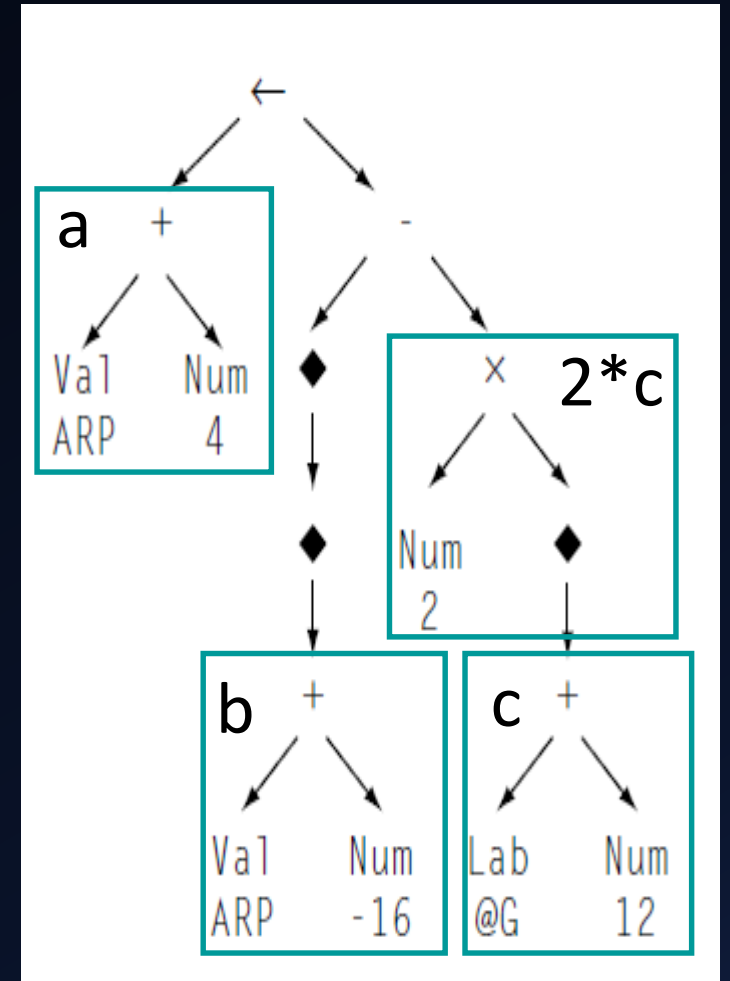 ←
a + -
Val Num ◆ × 2*c
ARP 4
◆ Num ◆
2
b + c +
Val Num Lab Num
ARP -16 @G 12